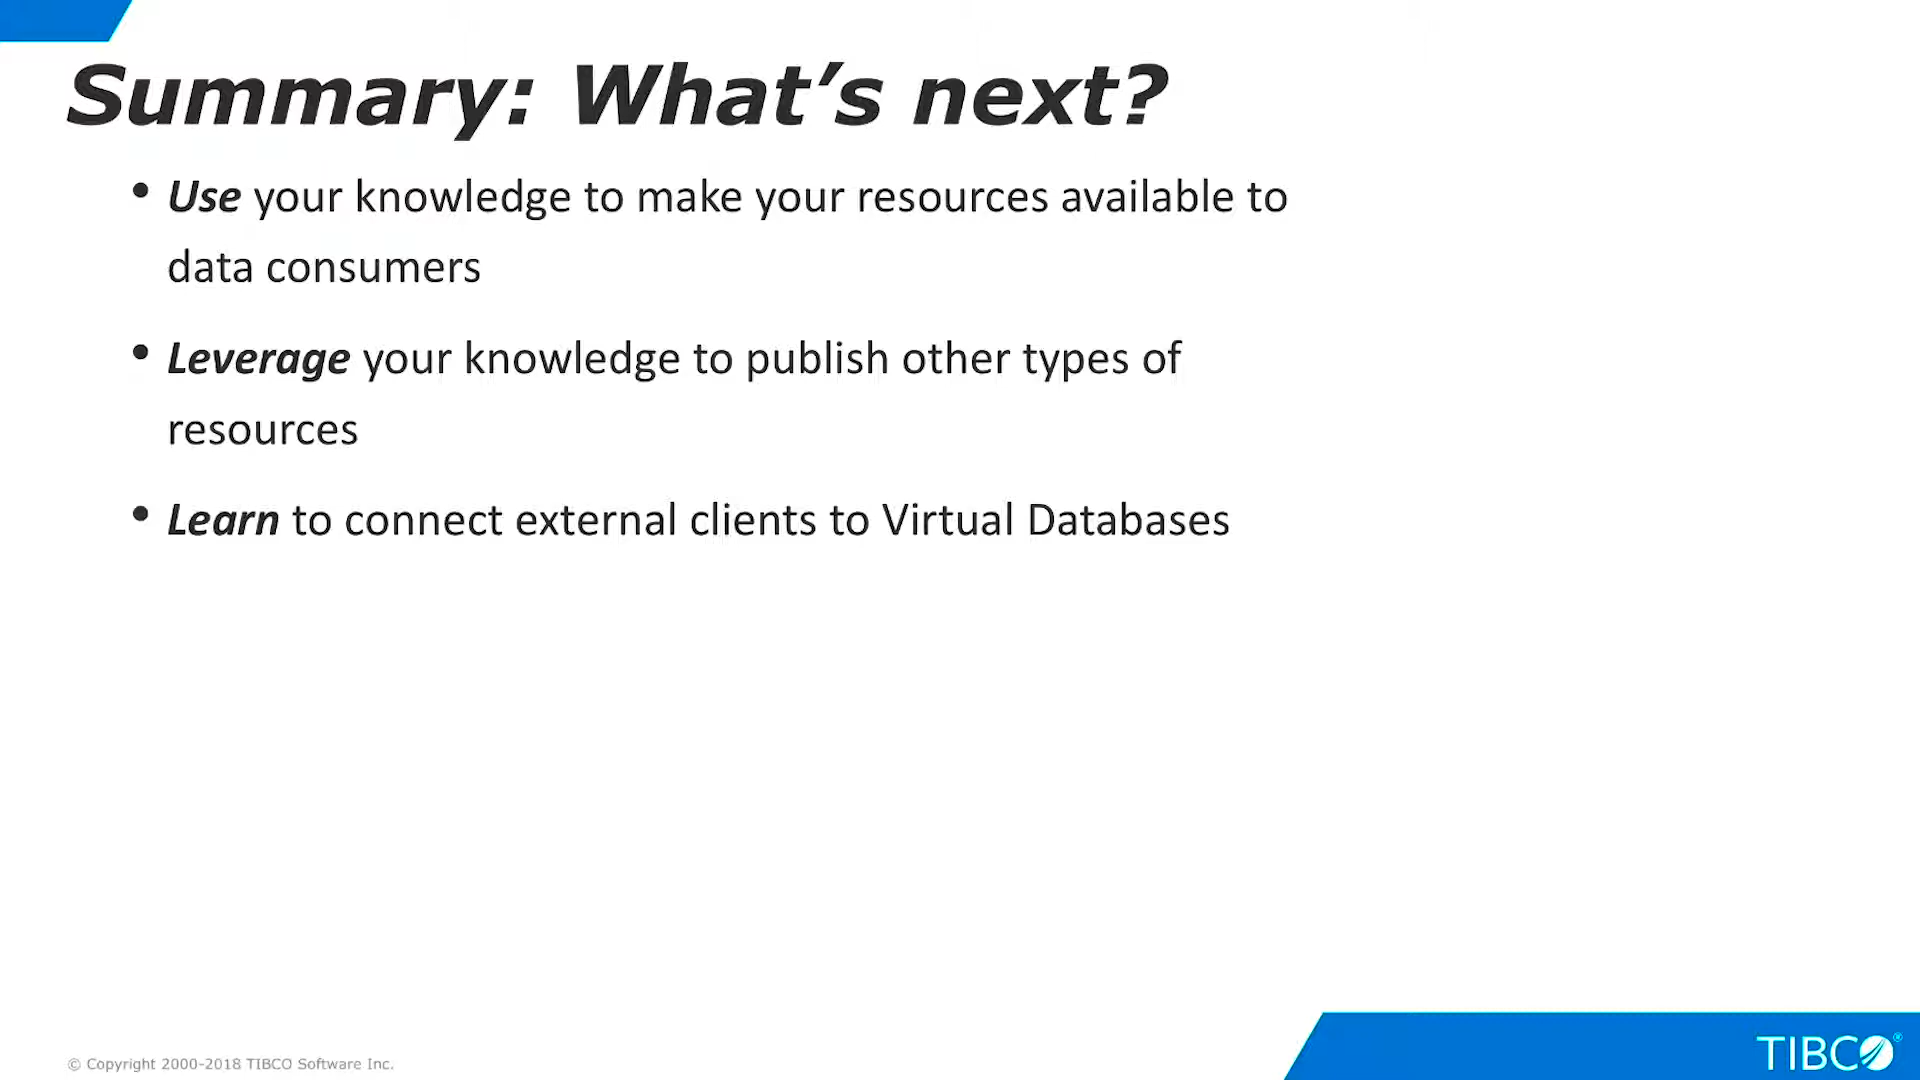 Summary: What’s next?
• Use your knowledge to make your resources available to
data consumers
• Leverage your knowledge to publish other types of
resources
• Learn to connect external clients to Virtual Databases
© Copyright 2000-2018 TIBCO Software Inc.
TIBCO®